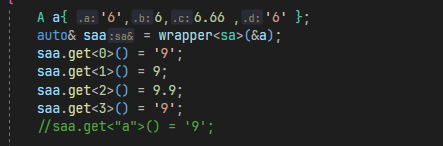 A a{ .a:'6',.b:6,.c:6.66 ,.d:'6' };
auto& saa:sa& = wrapper<sa>(&a);
saa.get<0>() = '9';
saa.get<1>() = 9;
saa.get<2>() = 9.9;
saa.get<3>() = '9';
//saa.get<"a">() = '9';